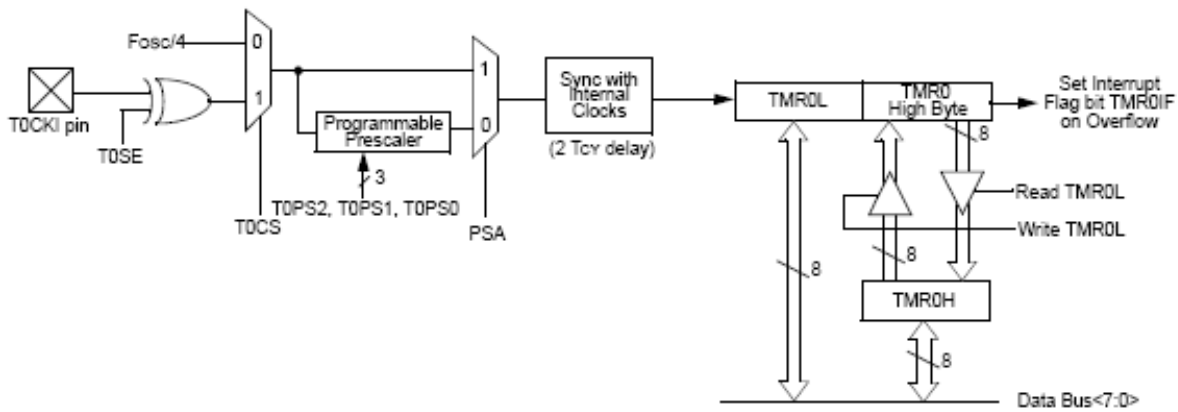 Fosc/4
0
1
T0CKI pin
T0SE
T0CS
Programmable
Prescaler
3
T0PS2, T0PS1, T0PS0
1
0
PSA
Sync with
Internal
Clocks
(2 TCY delay)
TMR0L
TMR0
High Byte
Set Interrupt
Flag bit TMR0IF
on Overflow
8
Read TMR0L
Write TMR0L
8
8
TMR0H
8
Data Bus<7:0>